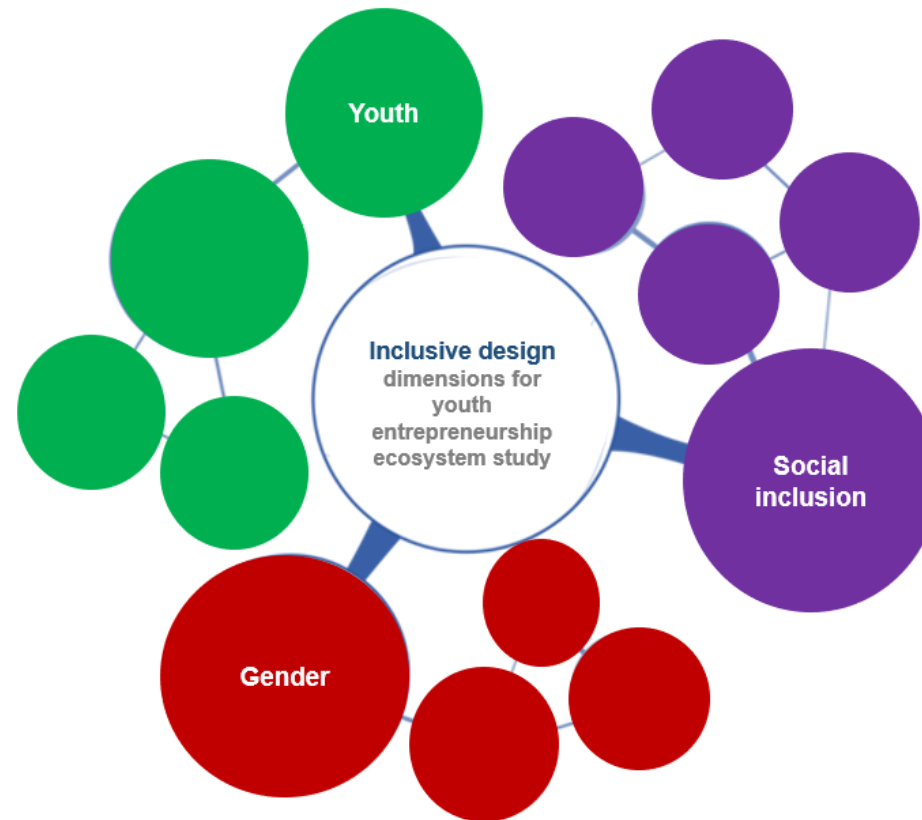 Youth
Inclusive design
dimensions for
youth
entrepreneurship
ecosystem study
Social
inclusion
Gender